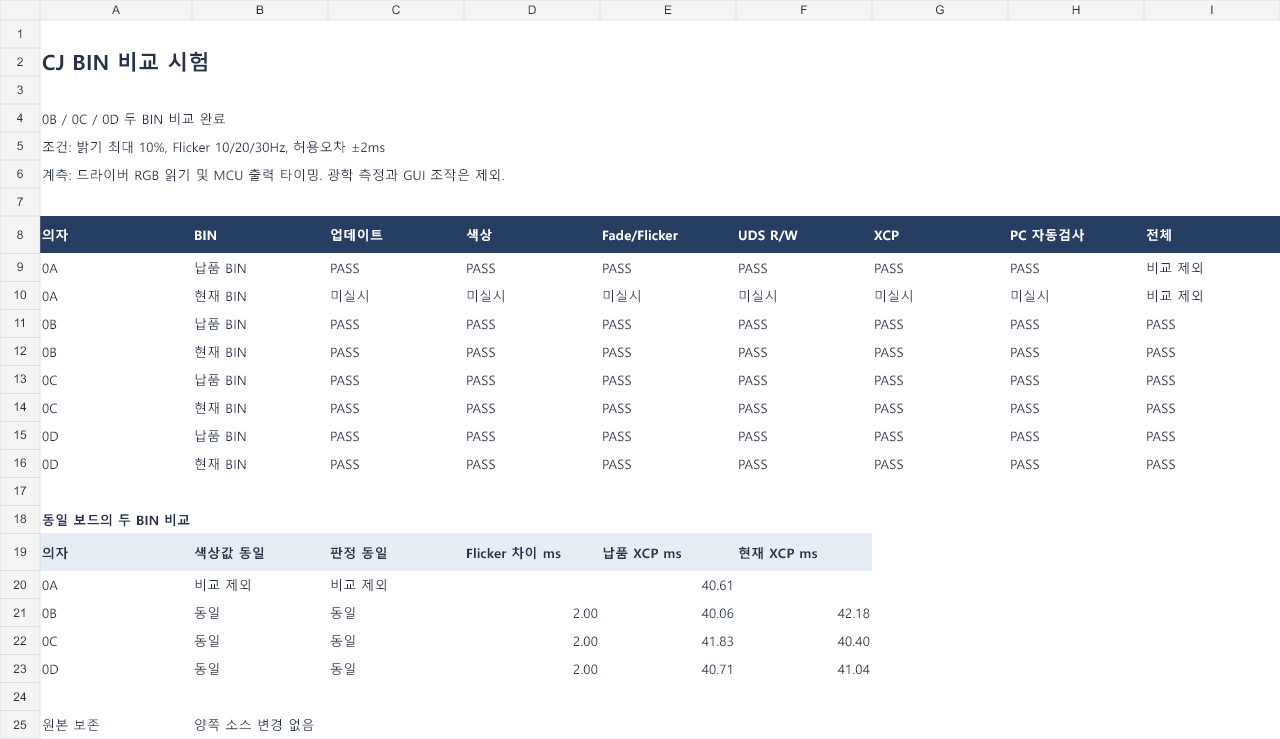 A B C D E F G H I
1
2 CJ BIN 비교 시험
3
4 0B / 0C / 0D 두 BIN 비교 완료
5 조건: 밝기 최대 10%, Flicker 10/20/30Hz, 허용오차 ±2ms
6 계측: 드라이버 RGB 읽기 및 MCU 출력 타이밍. 광학 측정과 GUI 조작은 제외.
7
8 의자 BIN 업데이트 색상 Fade/Flicker UDS R/W XCP PC 자동검사 전체
9 0A 납품 BIN PASS PASS PASS PASS PASS PASS 비교 제외
10 0A 현재 BIN 미실시 미실시 미실시 미실시 미실시 미실시 비교 제외
11 0B 납품 BIN PASS PASS PASS PASS PASS PASS PASS
12 0B 현재 BIN PASS PASS PASS PASS PASS PASS PASS
13 0C 납품 BIN PASS PASS PASS PASS PASS PASS PASS
14 0C 현재 BIN PASS PASS PASS PASS PASS PASS PASS
15 0D 납품 BIN PASS PASS PASS PASS PASS PASS PASS
16 0D 현재 BIN PASS PASS PASS PASS PASS PASS PASS
17
18 동일 보드의 두 BIN 비교
19 의자 색상값 동일 판정 동일 Flicker 차이 ms 납품 XCP ms 현재 XCP ms
20 0A 비교 제외 비교 제외 40.61
21 0B 동일 동일 2.00 40.06 42.18
22 0C 동일 동일 2.00 41.83 40.40
23 0D 동일 동일 2.00 40.71 41.04
24
25 원본 보존 양쪽 소스 변경 없음